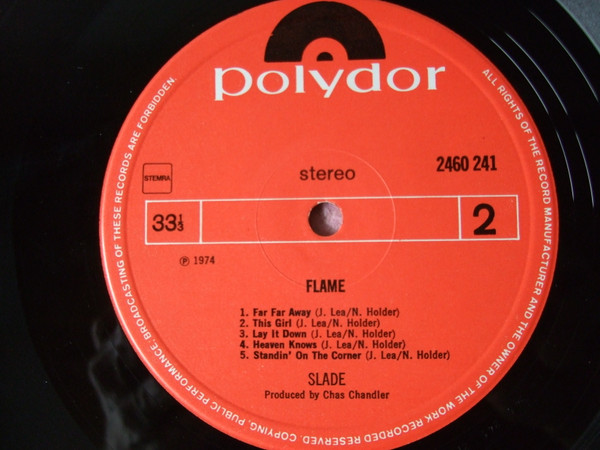 polydor
STEMRA
stereo
2460 241
33⅓
2
℗ 1974
FLAME
1. Far Far Away (J. Lea/N. Holder)
2. This Girl (J. Lea/N. Holder)
3. Lay It Down (J. Lea/N. Holder)
4. Heaven Knows (J. Lea/N. Holder)
5. Standin' On The Corner (J. Lea/N. Holder)
SLADE
Produced by Chas Chandler
ALL RIGHTS OF THE RECORD MANUFACTURER AND THE OWNER OF THE WORK RECORDED RESERVED. COPYING, PUBLIC PERFORMANCE, BROADCASTING OF THESE RECORDS ARE FORBIDDEN.